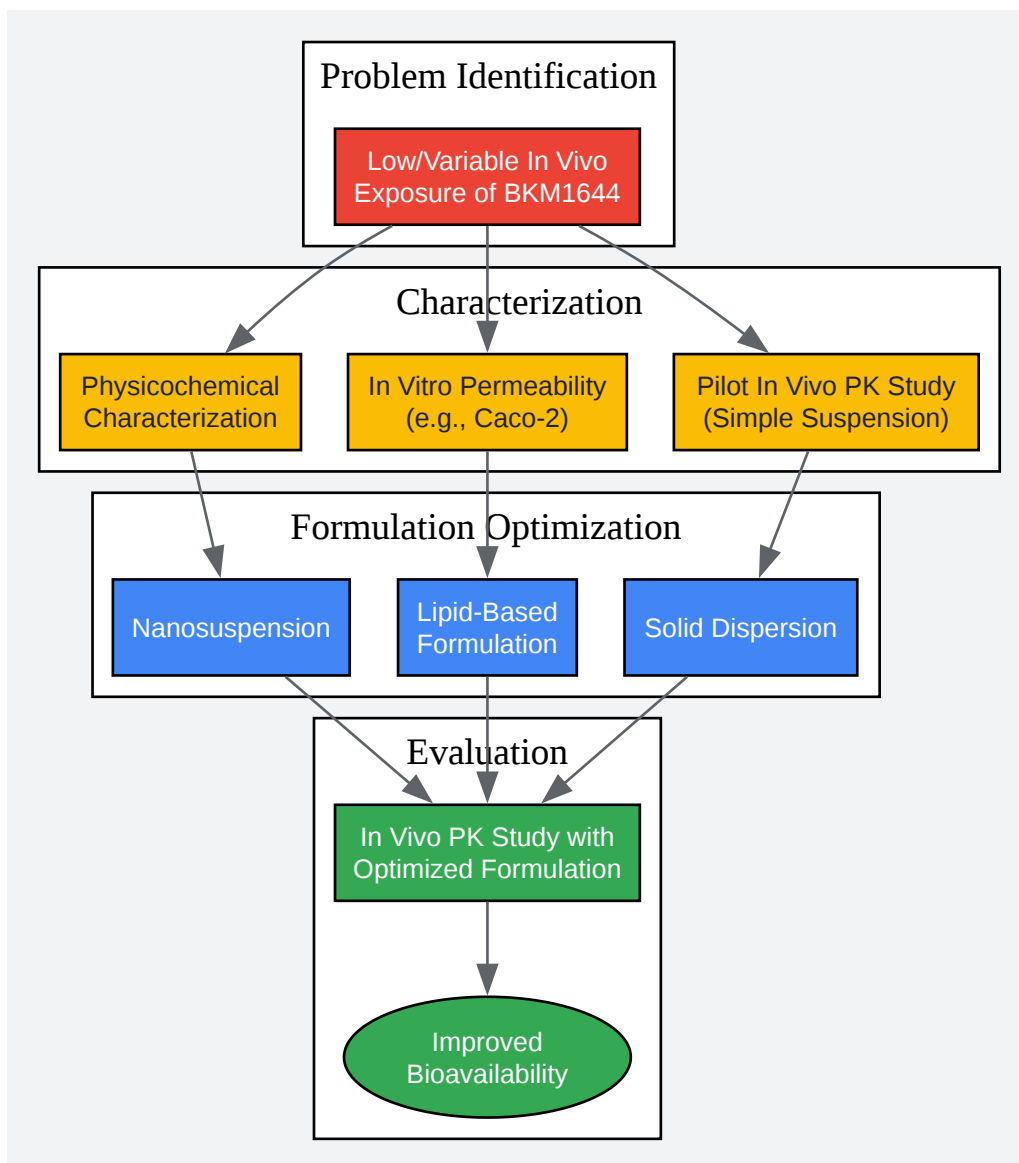 Problem Identification
Low/Variable In Vivo
Exposure of BKM1644
Characterization
Physicochemical
Characterization
In Vitro Permeability
(e.g., Caco-2)
Pilot In Vivo PK Study
(Simple Suspension)
Formulation Optimization
Nanosuspension
Lipid-Based
Formulation
Solid Dispersion
Evaluation
In Vivo PK Study with
Optimized Formulation
Improved
Bioavailability